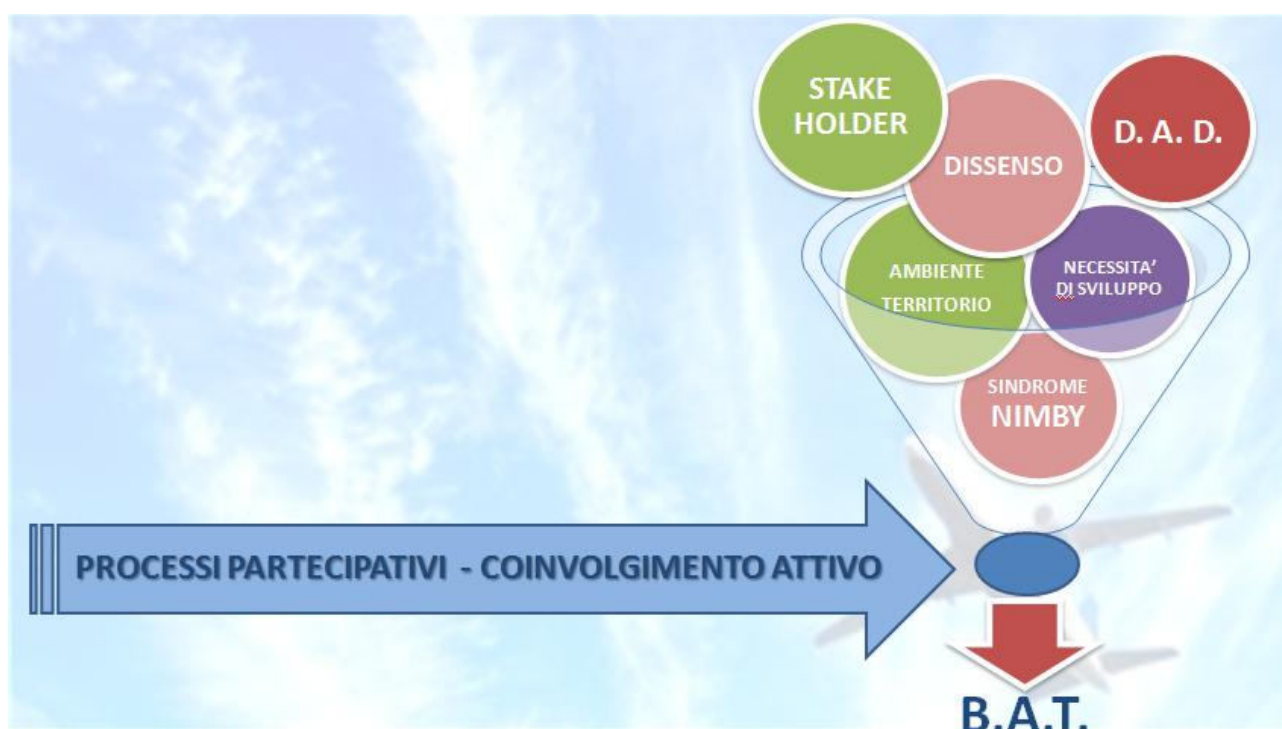 STAKE
HOLDER
DISSENSO
D. A. D.
AMBIENTE
TERRITORIO
NECESSITA'
DI SVILUPPO
SINDROME
NIMBY
PROCESSI PARTECIPATIVI - COINVOLGIMENTO ATTIVO
B.A.T.